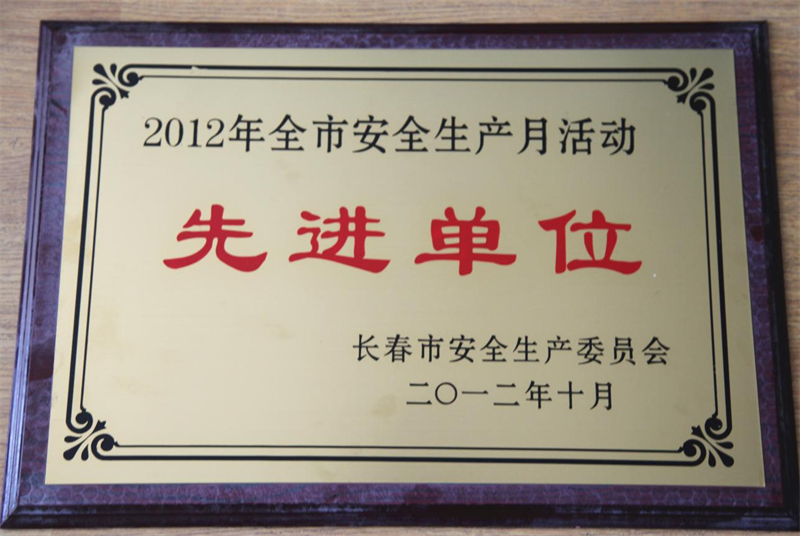 2012年全市安全生产月活动
先进单位
长春市安全生产委员会
二〇一二年十月